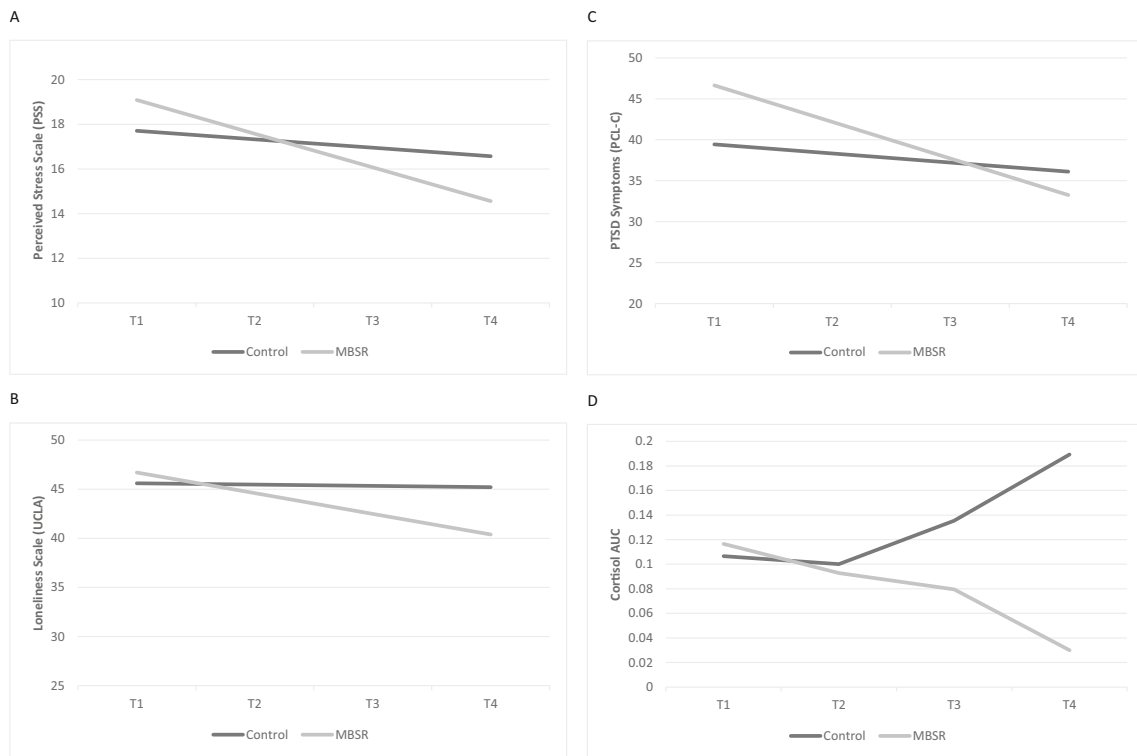 A
Perceived Stress Scale (PSS)
20
18
16
14
12
10
T1 T2 T3 T4
Control MBSR
C
PTSD Symptoms (PCL-C)
50
45
40
35
30
25
20
T1 T2 T3 T4
Control MBSR
B
Loneliness Scale (UCLA)
50
45
40
35
30
25
T1 T2 T3 T4
Control MBSR
D
Cortisol AUC
0.2
0.18
0.16
0.14
0.12
0.1
0.08
0.06
0.04
0.02
0
T1 T2 T3 T4
Control MBSR